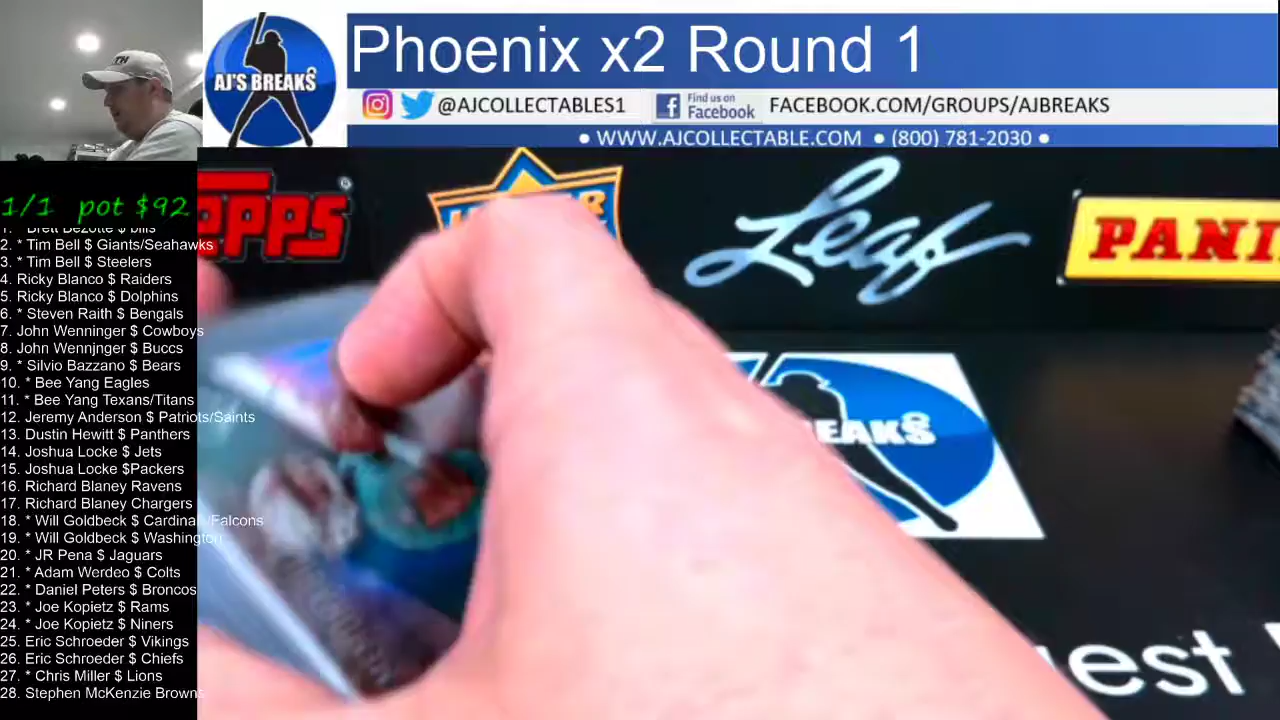 Phoenix x2 Round 1
AJ'S BREAKS
@AJCOLLECTABLES1
Find us on
Facebook
FACEBOOK.COM/GROUPS/AJBREAKS
• WWW.AJCOLLECTABLE.COM • (800) 781-2030 •
Leaf
1/1 pot $92
1. * Brett Bezotte $ bills
2. * Tim Bell $ Giants/Seahawks
3. * Tim Bell $ Steelers
4. Ricky Blanco $ Raiders
5. Ricky Blanco $ Dolphins
6. * Steven Raith $ Bengals
7. John Wenninger $ Cowboys
8. John Wennjnger $ Buccs
9. * Silvio Bazzano $ Bears
10. * Bee Yang Eagles
11. * Bee Yang Texans/Titans
12. Jeremy Anderson $ Patriots/Saints
13. Dustin Hewitt $ Panthers
14. Joshua Locke $ Jets
15. Joshua Locke $Packers
16. Richard Blaney Ravens
17. Richard Blaney Chargers
18. * Will Goldbeck $ Cardinals/Falcons
19. * Will Goldbeck $ Washington
20. * JR Pena $ Jaguars
21. * Adam Werdeo $ Colts
22. * Daniel Peters $ Broncos
23. * Joe Kopietz $ Rams
24. * Joe Kopietz $ Niners
25. Eric Schroeder $ Vikings
26. Eric Schroeder $ Chiefs
27. * Chris Miller $ Lions
28. Stephen McKenzie Browns